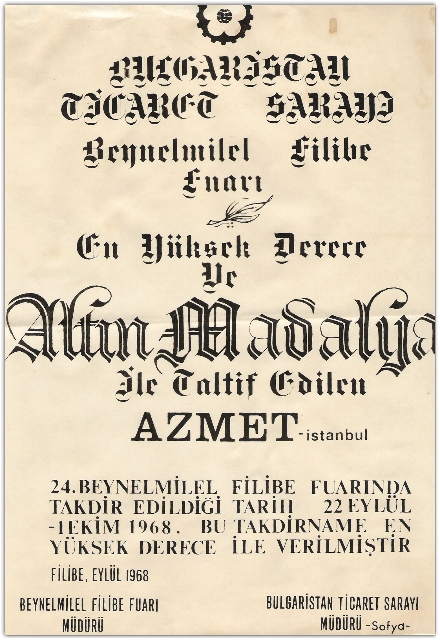 BULGARİSTAN
TİCARET SARAYI
Beynelmilel Filibe
Fuarı
En Yüksek Derece
Ve
Altın Madalya
İle Taltif Edilen
AZMET -istanbul
24.BEYNELMİLEL FİLİBE FUARINDA
TAKDİR EDİLDİĞİ TARİH 22 EYLÜL
-1EKİM 1968. BU TAKDİRNAME EN
YÜKSEK DERECE İLE VERİLMİŞTİR
FİLİBE, EYLÜL 1968
BEYNELMİLEL FİLİBE FUARI
MÜDÜRÜ
BULGARİSTAN TİCARET SARAYI
MÜDÜRÜ -Sofya-